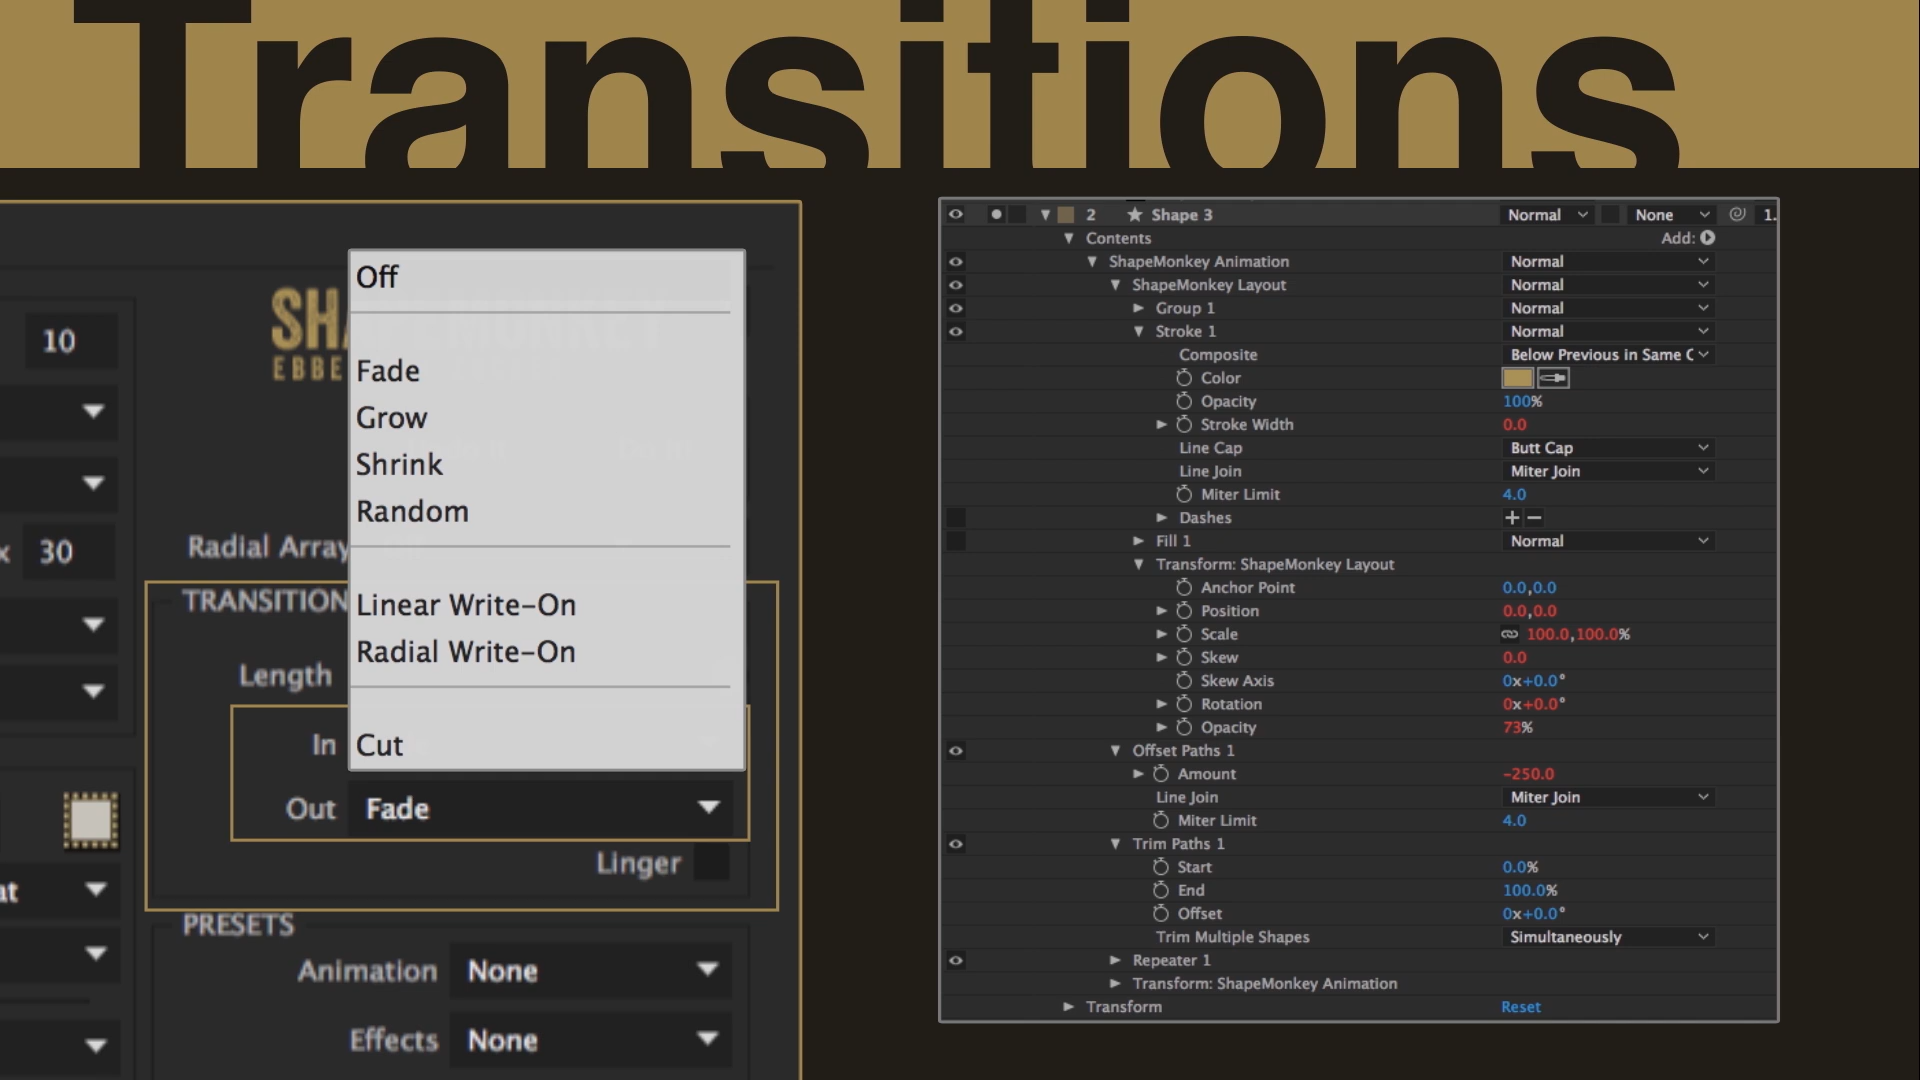 Transitions
10
x 30
at
SH
EBBE
Radial Array
TRANSITION
Length
In
Off
Fade
Grow
Shrink
Random
Linear Write-On
Radial Write-On
Cut
Out Fade
Linger
PRESETS
Animation None
Effects None
2 Shape 3 Normal None 1.
Contents Add:
ShapeMonkey Animation Normal
ShapeMonkey Layout Normal
Group 1 Normal
Stroke 1 Normal
Composite Below Previous in Same G
Color
Opacity 100%
Stroke Width 0.0
Line Cap Butt Cap
Line Join Miter Join
Miter Limit 4.0
Dashes + −
Fill 1 Normal
Transform: ShapeMonkey Layout
Anchor Point 0.0,0.0
Position 0.0,0.0
Scale 100.0,100.0%
Skew 0.0
Skew Axis 0x+0.0°
Rotation 0x+0.0°
Opacity 73%
Offset Paths 1
Amount -250.0
Line Join Miter Join
Miter Limit 4.0
Trim Paths 1
Start 0.0%
End 100.0%
Offset 0x+0.0°
Trim Multiple Shapes Simultaneously
Repeater 1
Transform: ShapeMonkey Animation
Transform Reset